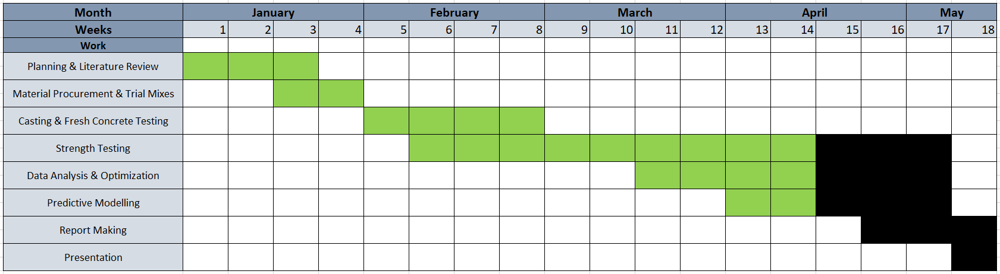 Month January February March April May
Weeks 1 2 3 4 5 6 7 8 9 10 11 12 13 14 15 16 17 18
Work
Planning & Literature Review
Material Procurement & Trial Mixes
Casting & Fresh Concrete Testing
Strength Testing
Data Analysis & Optimization
Predictive Modelling
Report Making
Presentation